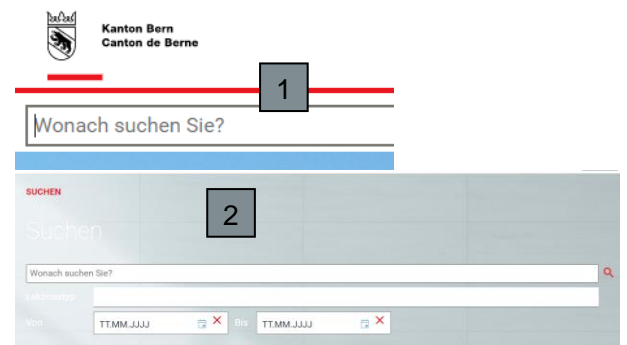 Kanton Bern
Canton de Berne
1
Wonach suchen Sie?
SUCHEN
2
Suchen
Wonach suchen Sie?
Von TT.MM.JJJJ Bis TT.MM.JJJJ